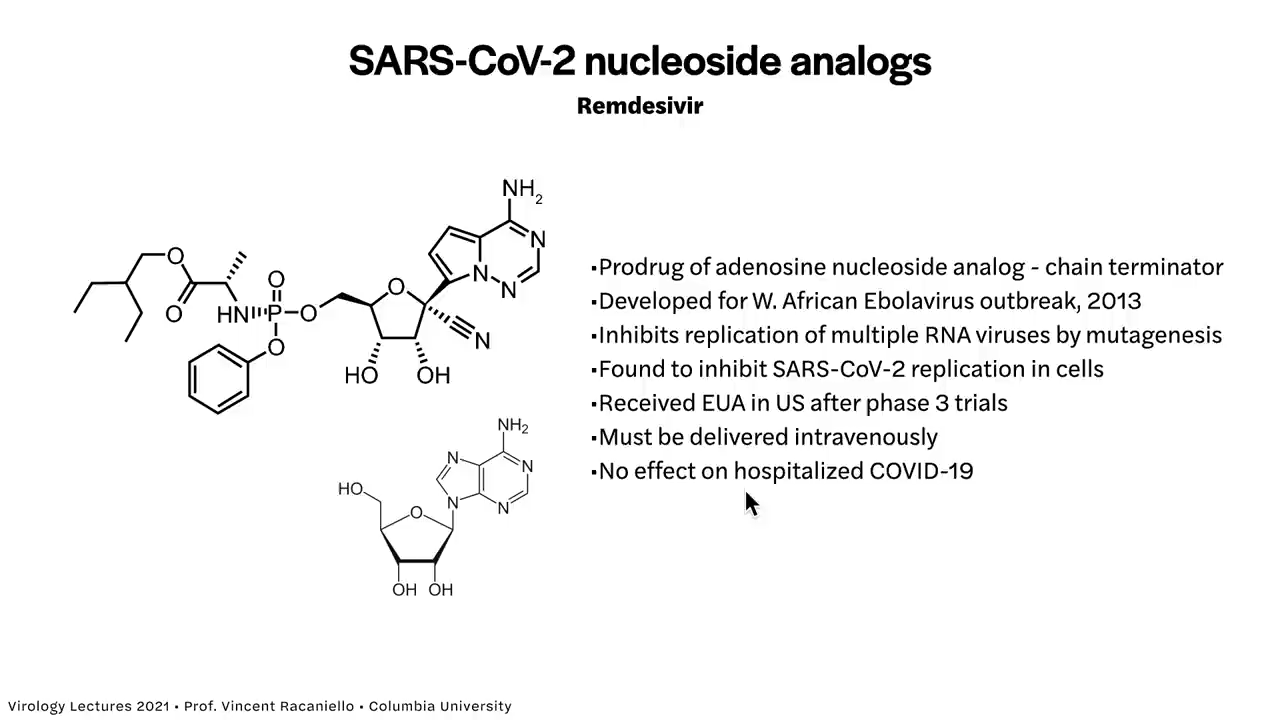 SARS-CoV-2 nucleoside analogs
Remdesivir
NH2
N
N
N
O
O
HN
O
P
O
O
O
N
HO
OH
▪Prodrug of adenosine nucleoside analog - chain terminator
▪Developed for W. African Ebolavirus outbreak, 2013
▪Inhibits replication of multiple RNA viruses by mutagenesis
▪Found to inhibit SARS-CoV-2 replication in cells
▪Received EUA in US after phase 3 trials
▪Must be delivered intravenously
▪No effect on hospitalized COVID-19
NH2
N
N
N
N
HO
O
OH
OH
Virology Lectures 2021 • Prof. Vincent Racaniello • Columbia University